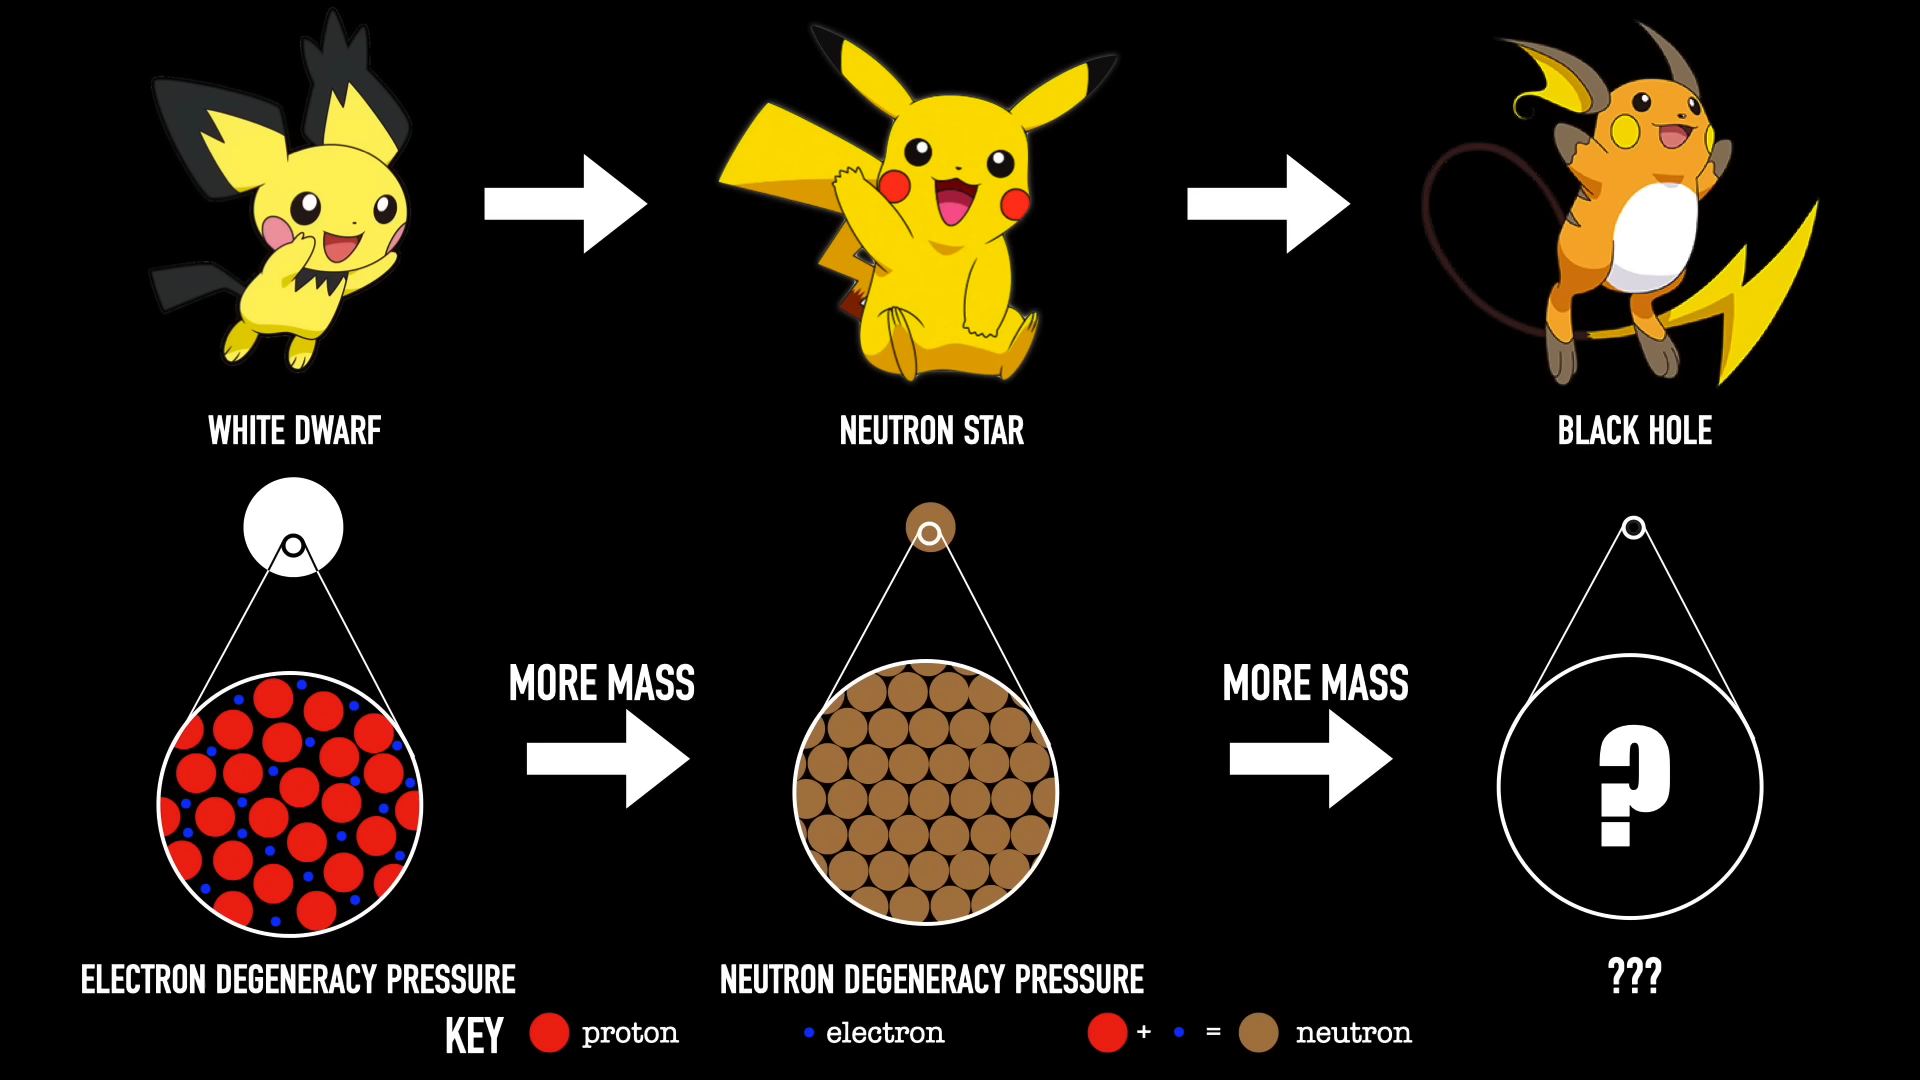 WHITE DWARF
NEUTRON STAR
BLACK HOLE
MORE MASS
MORE MASS
?
ELECTRON DEGENERACY PRESSURE
NEUTRON DEGENERACY PRESSURE
???
KEY proton electron + = neutron